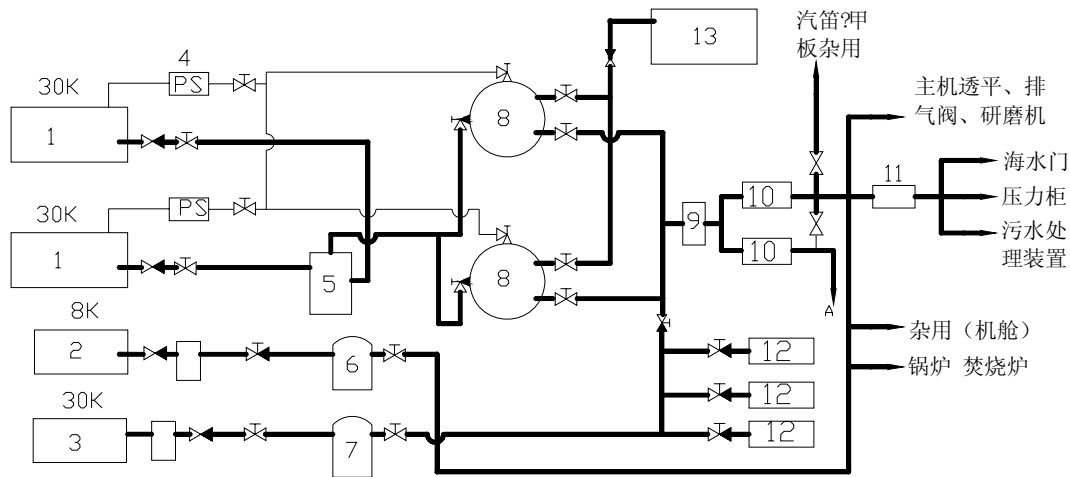 汽笛?甲
板杂用
13
4
PS
30K
主机透平、排
气阀、研磨机
1
8
海水门
11
压力柜
10
9
污水处
理装置
PS
30K
1
10
5
8
A
8K
杂用（机舱）
2
6
12
锅炉 焚烧炉
30K
12
3
7
12